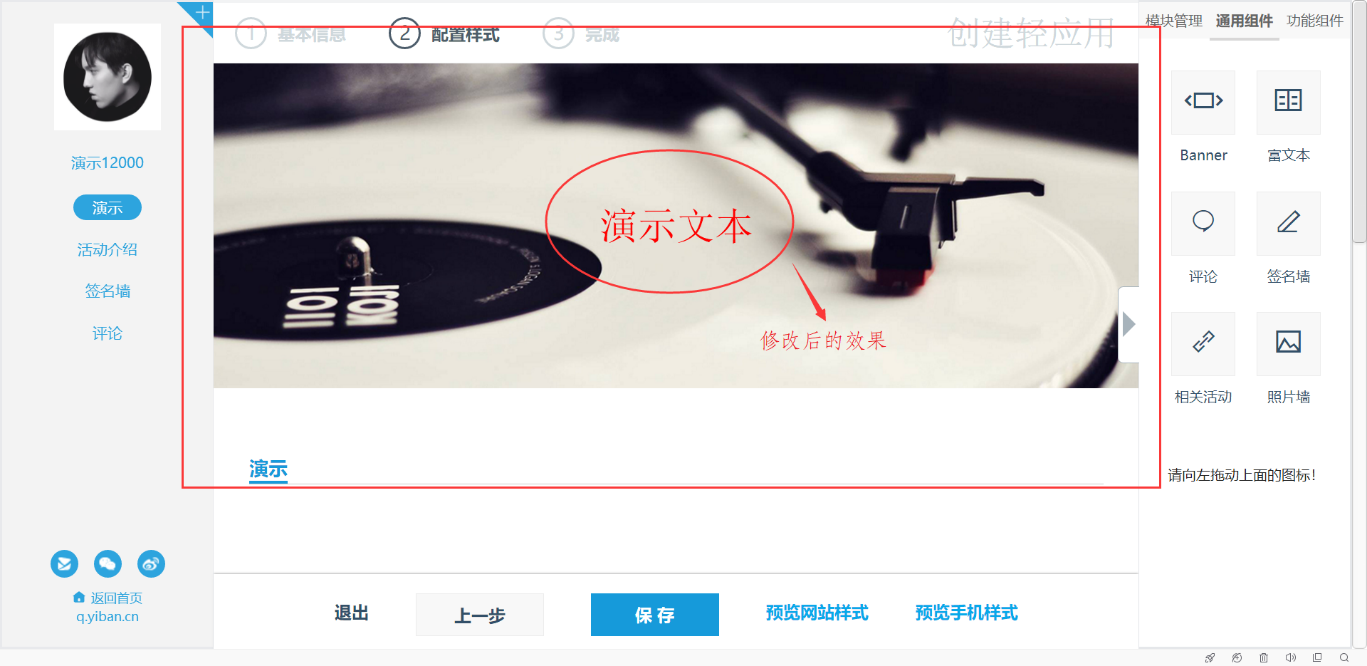 演示12000
演示
活动介绍
签名墙
评论
返回首页
q.yiban.cn
1 基本信息
2 配置样式
3 完成
创建轻应用
演示文本
修改后的效果
演示
退出
上一步
保 存
预览网站样式
预览手机样式
模块管理
通用组件
功能组件
Banner
富文本
评论
签名墙
相关活动
照片墙
请向左拖动上面的图标!